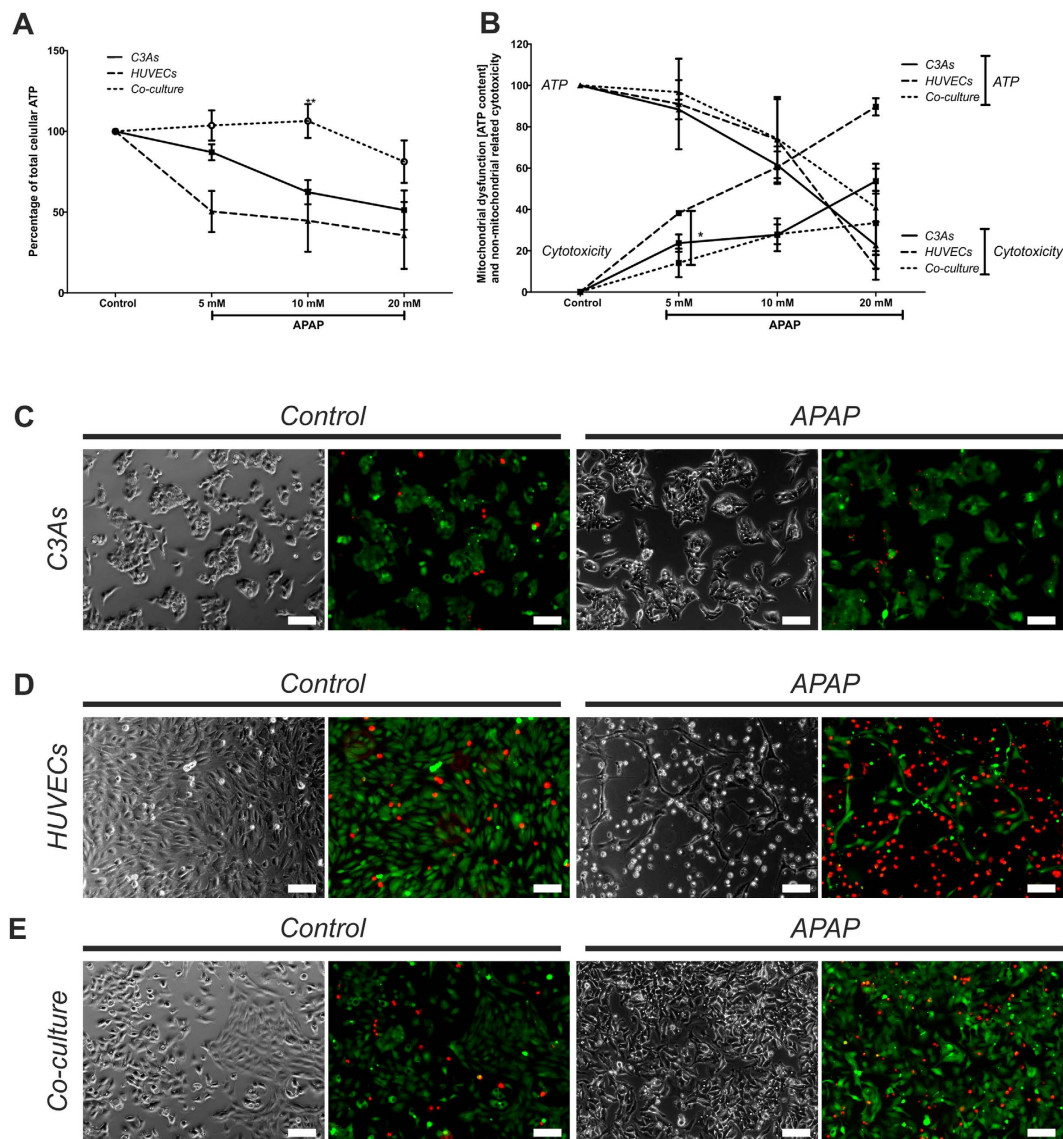 A
C3As
HUVECs
Co-culture
Percentage of total celullar ATP
150
100
50
0
**
Control
5 mM
10 mM
20 mM
APAP
B
Mitochondrial dysfunction [ATP content]
and non-mitochondrial related cytotoxicity
120
100
80
60
40
20
0
ATP
Cytotoxicity
*
C3As
HUVECs
Co-culture
ATP
C3As
HUVECs
Co-culture
Cytotoxicity
Control
5 mM
10 mM
20 mM
APAP
C
Control
APAP
C3As
D
Control
APAP
HUVECs
E
Control
APAP
Co-culture